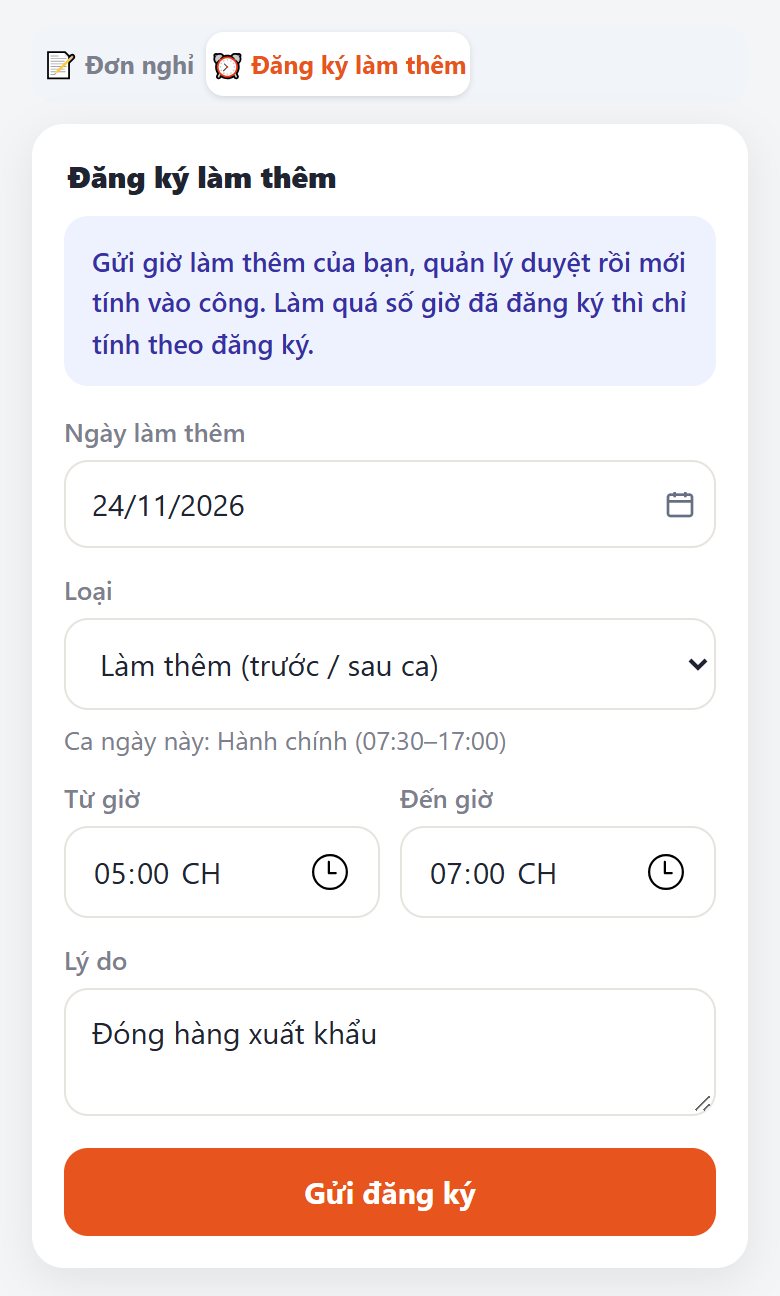 Đơn nghỉ
Đăng ký làm thêm
Đăng ký làm thêm
Gửi giờ làm thêm của bạn, quản lý duyệt rồi mới
tính vào công. Làm quá số giờ đã đăng ký thì chỉ
tính theo đăng ký.
Ngày làm thêm
24/11/2026
Loại
Làm thêm (trước / sau ca)
Ca ngày này: Hành chính (07:30–17:00)
Từ giờ
Đến giờ
05:00 CH
07:00 CH
Lý do
Đóng hàng xuất khẩu
Gửi đăng ký